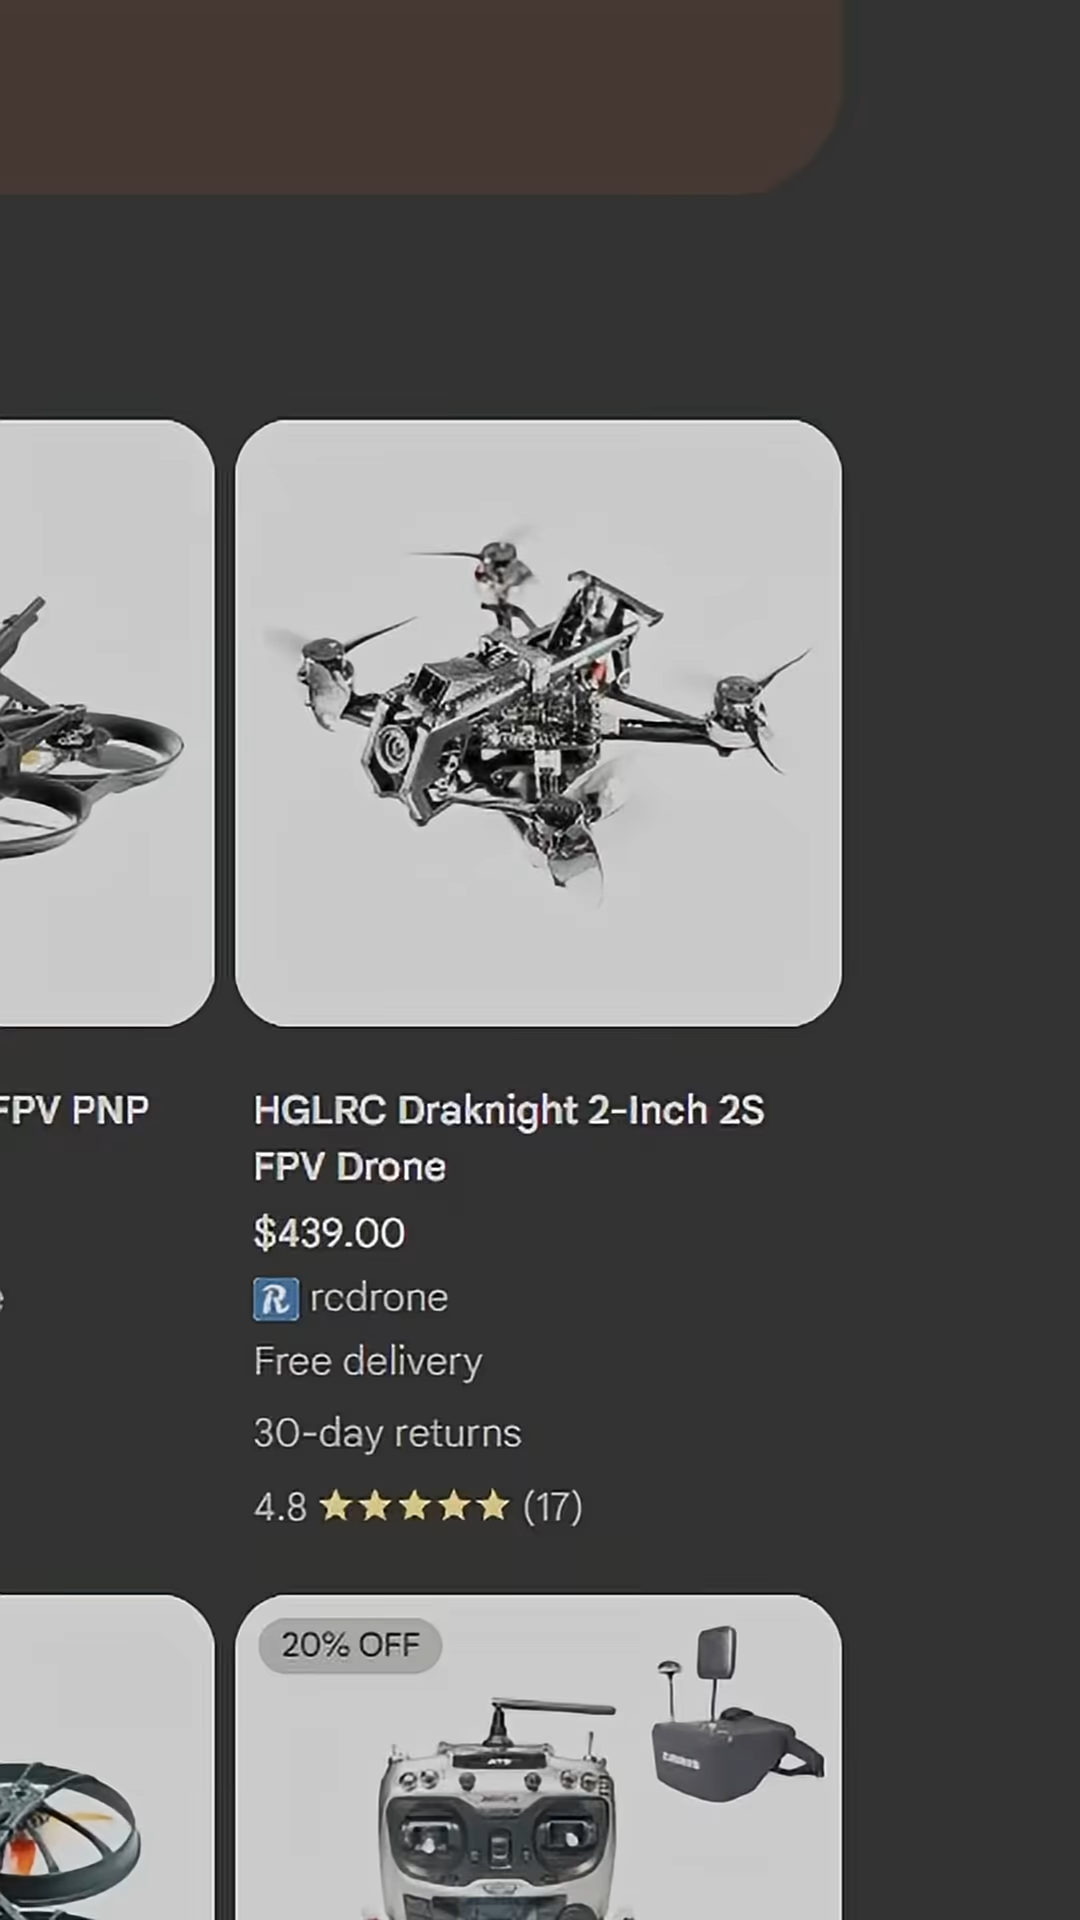 FPV PNP
HGLRC Draknight 2-Inch 2S
FPV Drone
$439.00
R rcdrone
Free delivery
30-day returns
4.8 ★★★★★ (17)
20% OFF